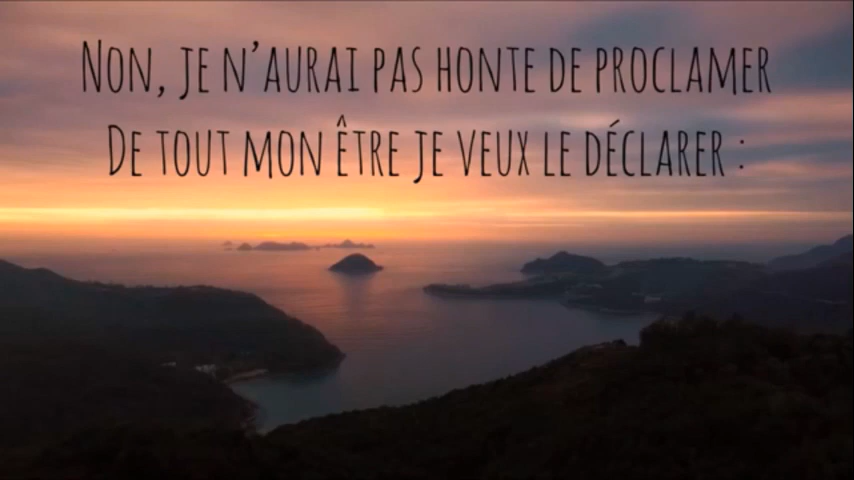 Non, je n’aurai pas honte de proclamer
De tout mon être je veux le déclarer :